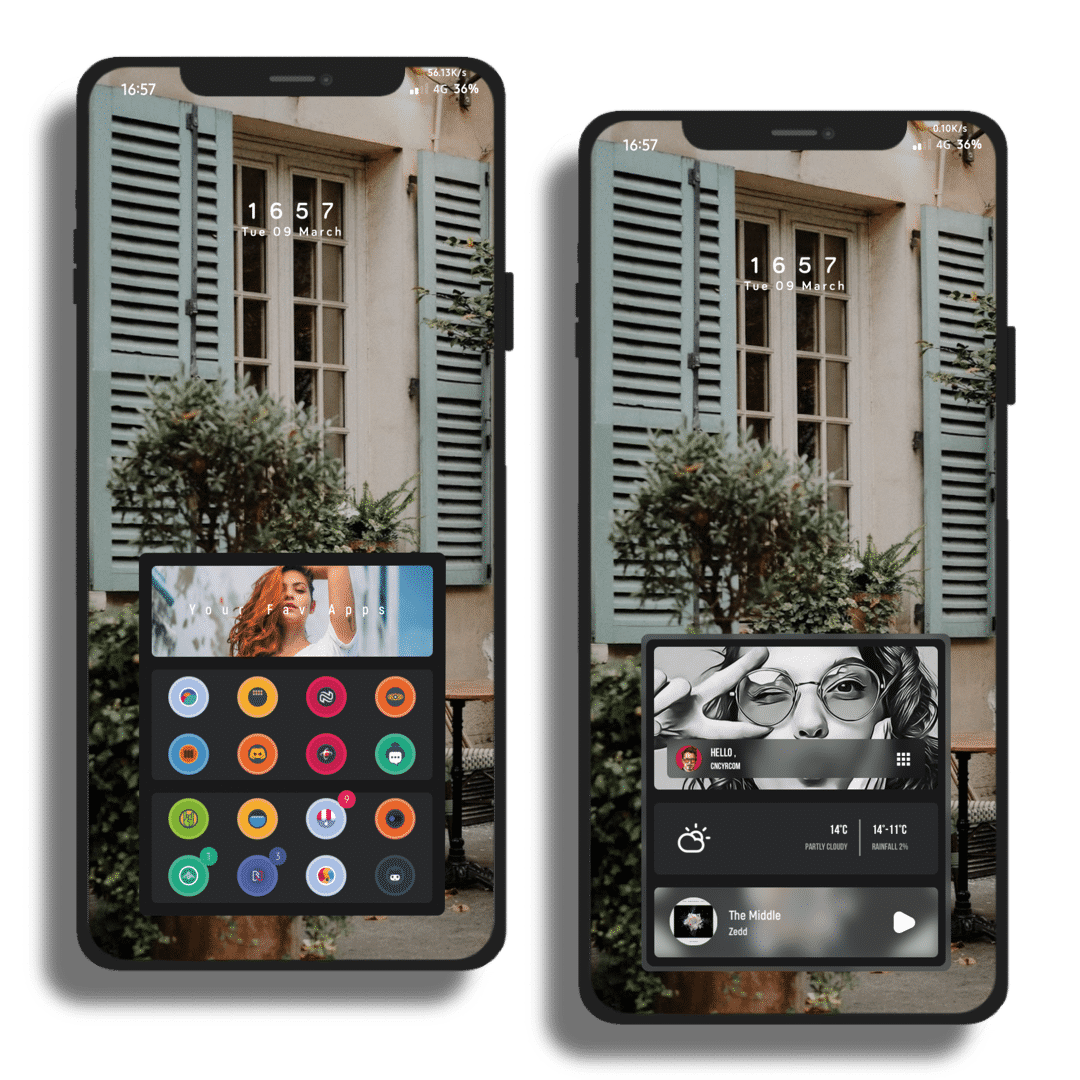 16:57
56.13K/s
4G 36%
1 6 5 7
Tue 09 March
Your Fav Apps
9
1
3
16:57
0.10K/s
4G 36%
1 6 5 7
Tue 09 March
HELLO ,
CNCYRCOM
14°C
PARTLY CLOUDY
14°-11°C
RAINFALL 2%
The Middle
Zedd